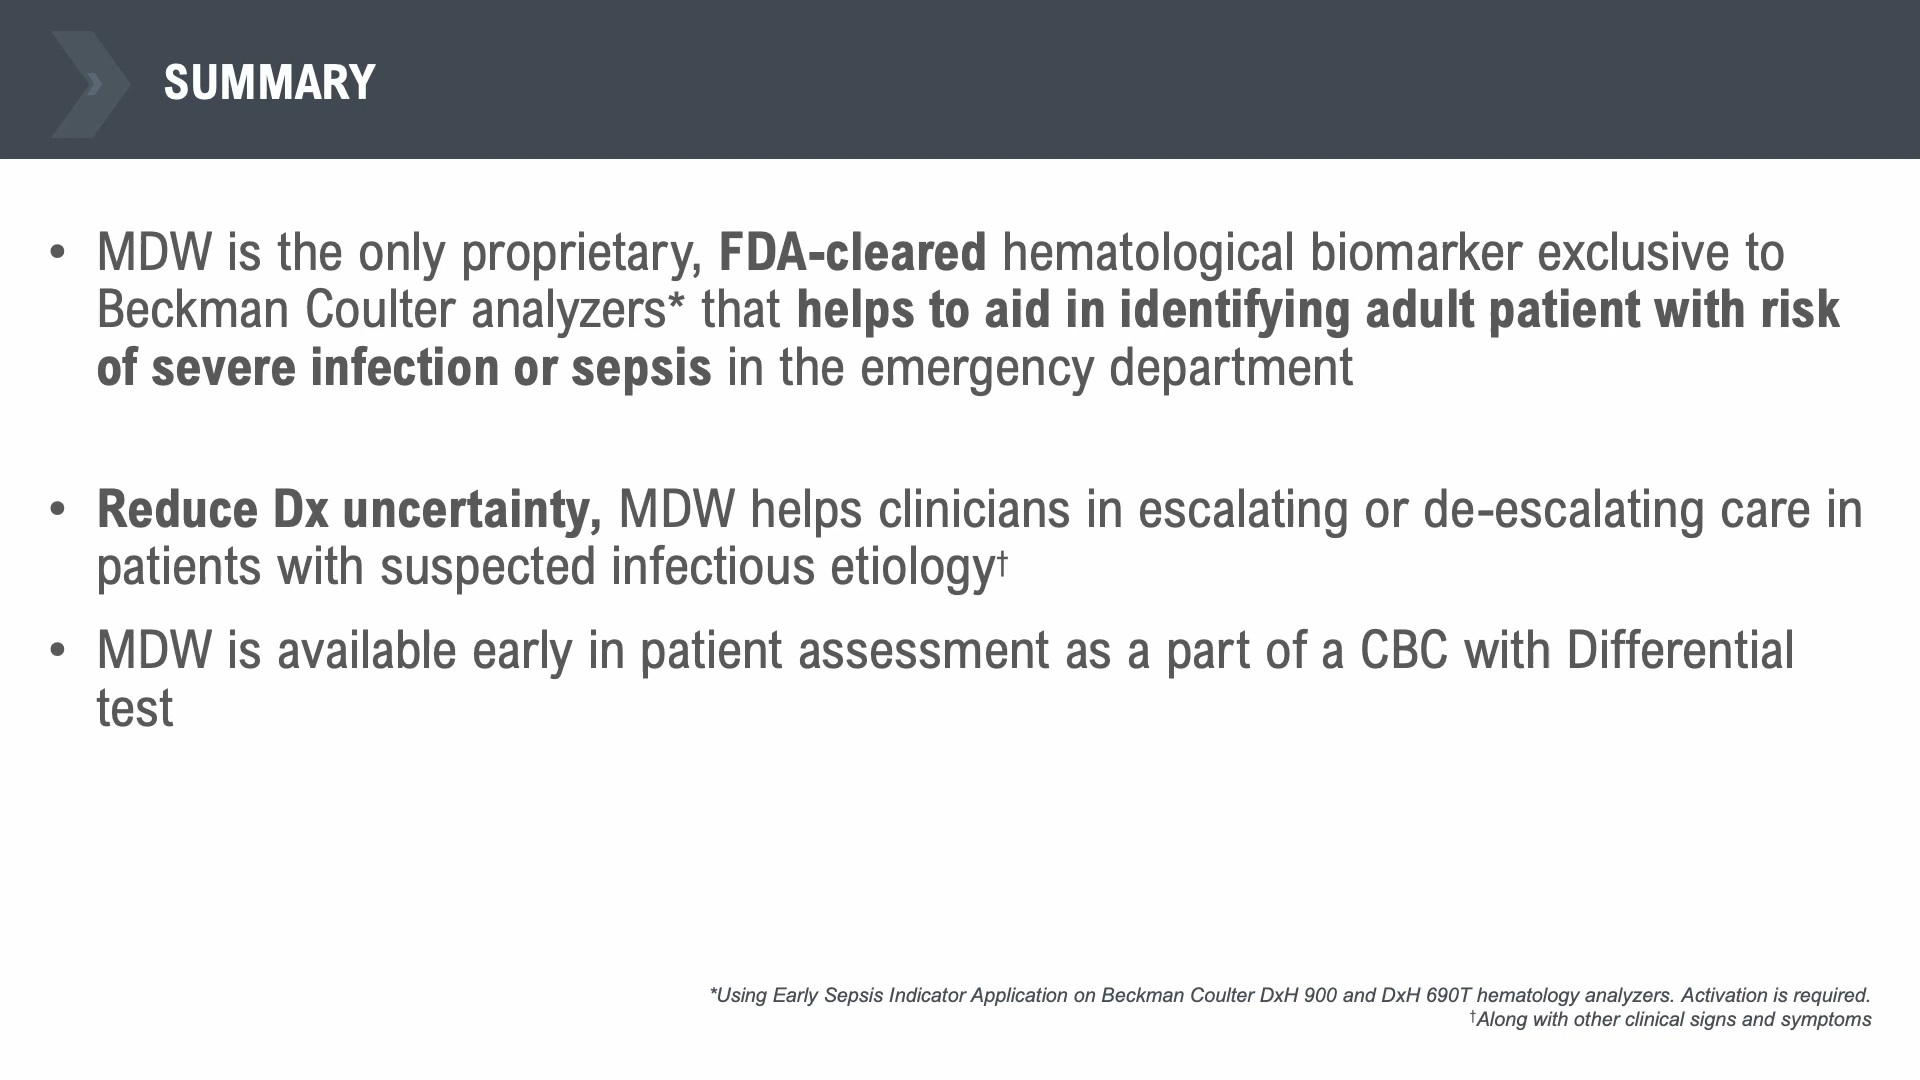 SUMMARY
• MDW is the only proprietary, FDA-cleared hematological biomarker exclusive to
Beckman Coulter analyzers* that helps to aid in identifying adult patient with risk
of severe infection or sepsis in the emergency department
• Reduce Dx uncertainty, MDW helps clinicians in escalating or de-escalating care in
patients with suspected infectious etiology†
• MDW is available early in patient assessment as a part of a CBC with Differential
test
*Using Early Sepsis Indicator Application on Beckman Coulter DxH 900 and DxH 690T hematology analyzers. Activation is required.
†Along with other clinical signs and symptoms